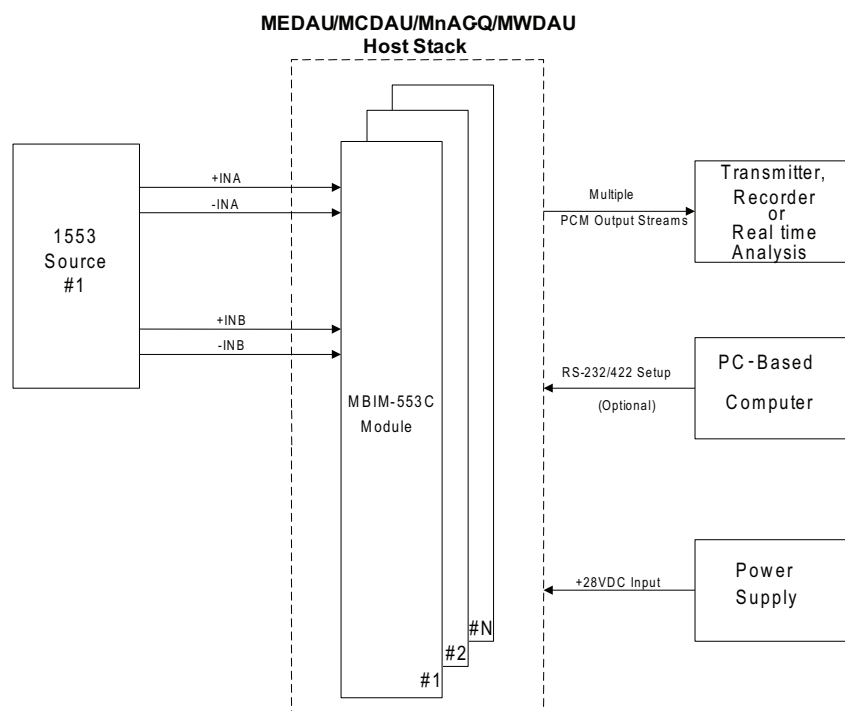 MEDAU/MCDAU/MnACQ/MWDAU
Host Stack
1553
Source
#1
+INA
-INA
+INB
-INB
MBIM-553C
Module
#1
#2
#N
Multiple
PCM Output Streams
Transmitter,
Recorder
or
Real time
Analysis
RS-232/422 Setup
(Optional)
PC-Based
Computer
+28VDC Input
Power
Supply